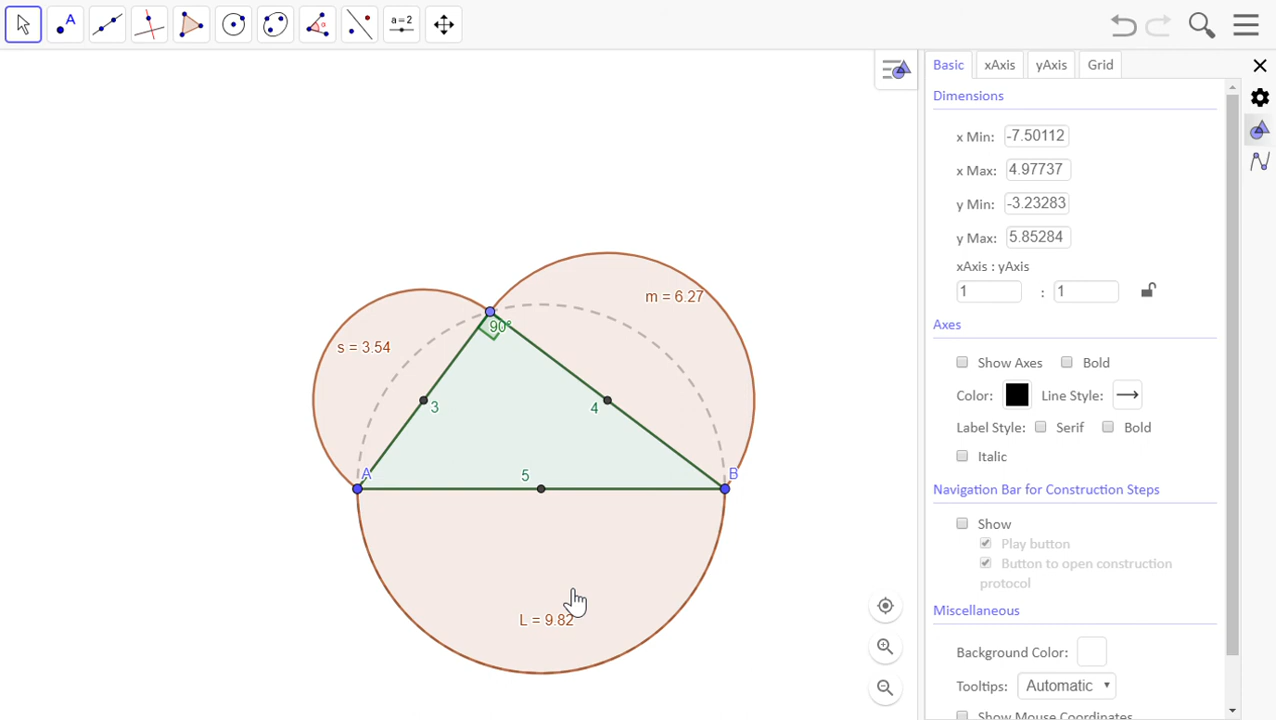 A
a=2
Basic
xAxis
yAxis
Grid
Dimensions
x Min: -7.50112
x Max: 4.97737
y Min: -3.23283
y Max: 5.85284
xAxis : yAxis
1 : 1
Axes
Show Axes
Bold
Color:
Line Style:
Label Style:
Serif
Bold
Italic
Navigation Bar for Construction Steps
Show
Play button
Button to open construction
protocol
Miscellaneous
Background Color:
Tooltips: Automatic
Show Mouse Coordinates
m = 6.27
90°
s = 3.54
3
4
A
5
B
L = 9.82